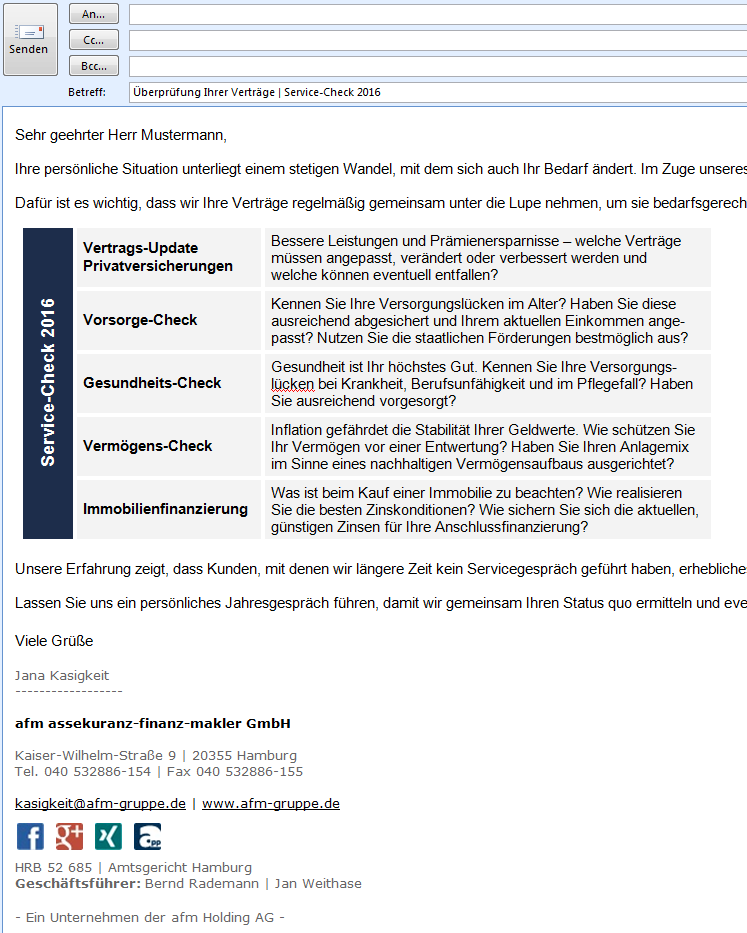 An...
Senden
Cc...
Bcc...
Betreff: Überprüfung Ihrer Verträge | Service-Check 2016
Sehr geehrter Herr Mustermann,
Ihre persönliche Situation unterliegt einem stetigen Wandel, mit dem sich auch Ihr Bedarf ändert. Im Zuge unseres
Dafür ist es wichtig, dass wir Ihre Verträge regelmäßig gemeinsam unter die Lupe nehmen, um sie bedarfsgerech
Service-Check 2016
Vertrags-Update
Privatversicherungen
Bessere Leistungen und Prämienersparnisse – welche Verträge
müssen angepasst, verändert oder verbessert werden und
welche können eventuell entfallen?
Vorsorge-Check
Kennen Sie Ihre Versorgungslücken im Alter? Haben Sie diese
ausreichend abgesichert und Ihrem aktuellen Einkommen ange-
passt? Nutzen Sie die staatlichen Förderungen bestmöglich aus?
Gesundheits-Check
Gesundheit ist Ihr höchstes Gut. Kennen Sie Ihre Versorgungs-
lücken bei Krankheit, Berufsunfähigkeit und im Pflegefall? Haben
Sie ausreichend vorgesorgt?
Vermögens-Check
Inflation gefährdet die Stabilität Ihrer Geldwerte. Wie schützen Sie
Ihr Vermögen vor einer Entwertung? Haben Sie Ihren Anlagemix
im Sinne eines nachhaltigen Vermögensaufbaus ausgerichtet?
Immobilienfinanzierung
Was ist beim Kauf einer Immobilie zu beachten? Wie realisieren
Sie die besten Zinskonditionen? Wie sichern Sie sich die aktuellen,
günstigen Zinsen für Ihre Anschlussfinanzierung?
Unsere Erfahrung zeigt, dass Kunden, mit denen wir längere Zeit kein Servicegespräch geführt haben, erhebliche
Lassen Sie uns ein persönliches Jahresgespräch führen, damit wir gemeinsam Ihren Status quo ermitteln und eve
Viele Grüße
Jana Kasigkeit
------------------
afm assekuranz-finanz-makler GmbH
Kaiser-Wilhelm-Straße 9 | 20355 Hamburg
Tel. 040 532886-154 | Fax 040 532886-155
kasigkeit@afm-gruppe.de | www.afm-gruppe.de
f g+ X a pp
HRB 52 685 | Amtsgericht Hamburg
Geschäftsführer: Bernd Rademann | Jan Weithase
- Ein Unternehmen der afm Holding AG -